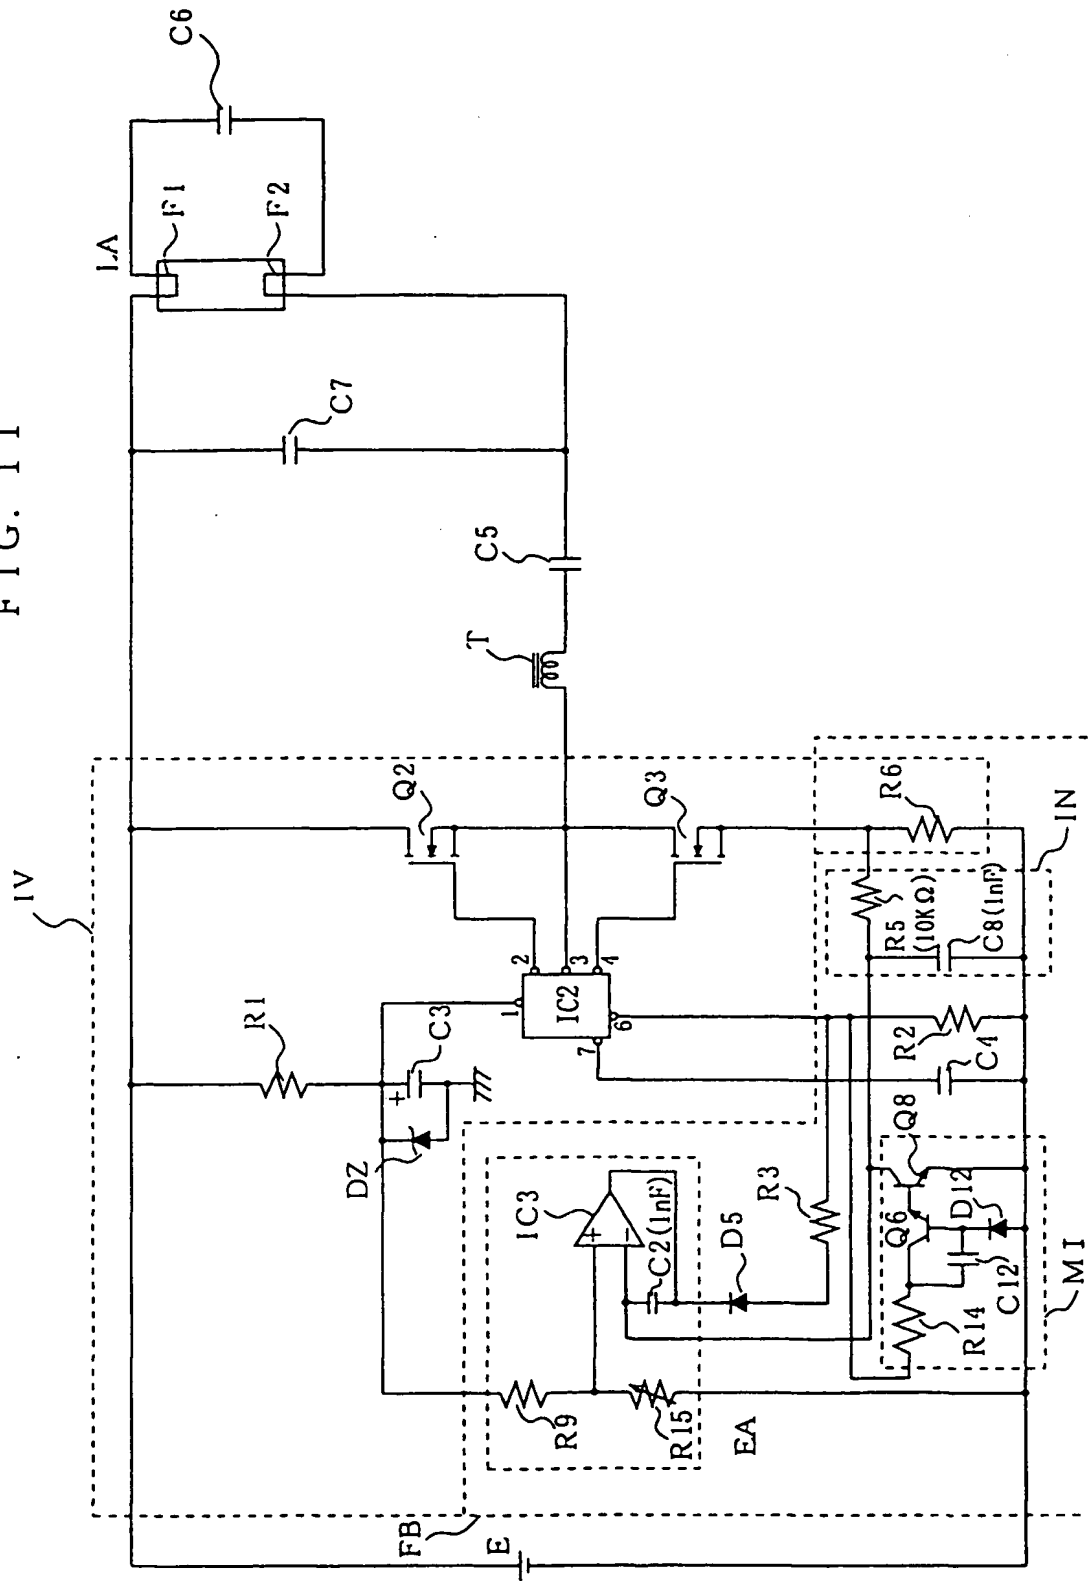 FIG. 11
IV
FB
E
R1
DZ
+
C3
IC3
+
−
C2(1nF)
R9
R15
EA
D5
R3
IC2
1
2
3
4
6
7
Q2
Q3
T
C5
C7
LA
F1
F2
C6
R6
R5
(10KΩ)
C8(1nF)
IN
R2
C4
Q8
Q6
D12
C12
R14
MI